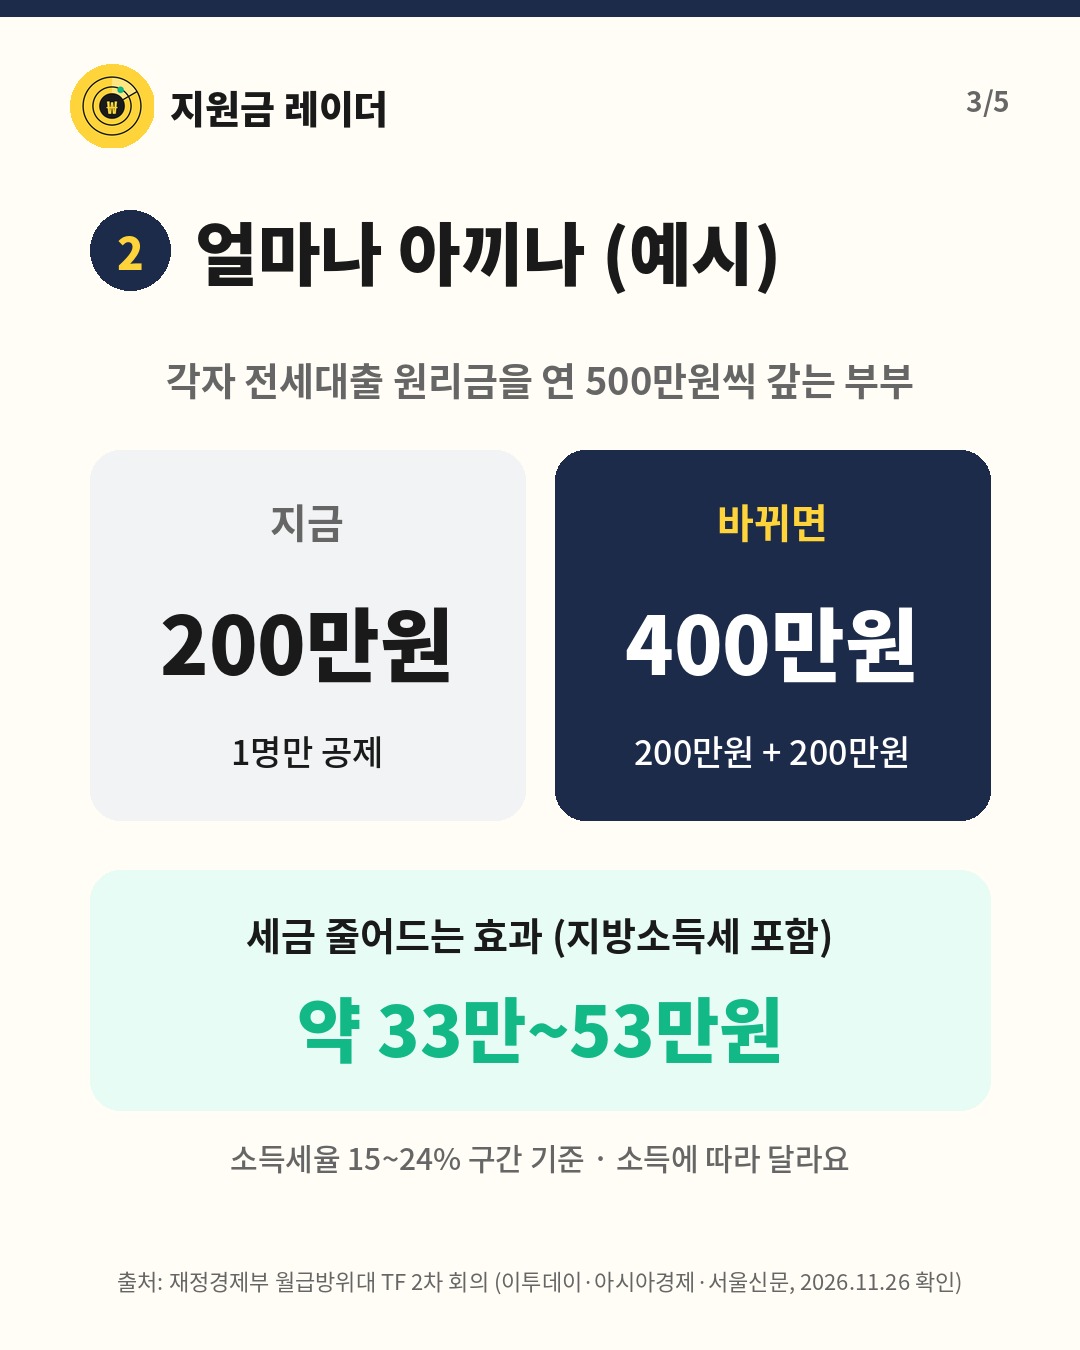 ₩
지원금 레이더
3/5
2 얼마나 아끼나 (예시)
각자 전세대출 원리금을 연 500만원씩 갚는 부부
지금
200만원
1명만 공제
바뀌면
400만원
200만원 + 200만원
세금 줄어드는 효과 (지방소득세 포함)
약 33만~53만원
소득세율 15~24% 구간 기준 · 소득에 따라 달라요
출처: 재정경제부 월급방위대 TF 2차 회의 (이투데이·아시아경제·서울신문, 2026.11.26 확인)